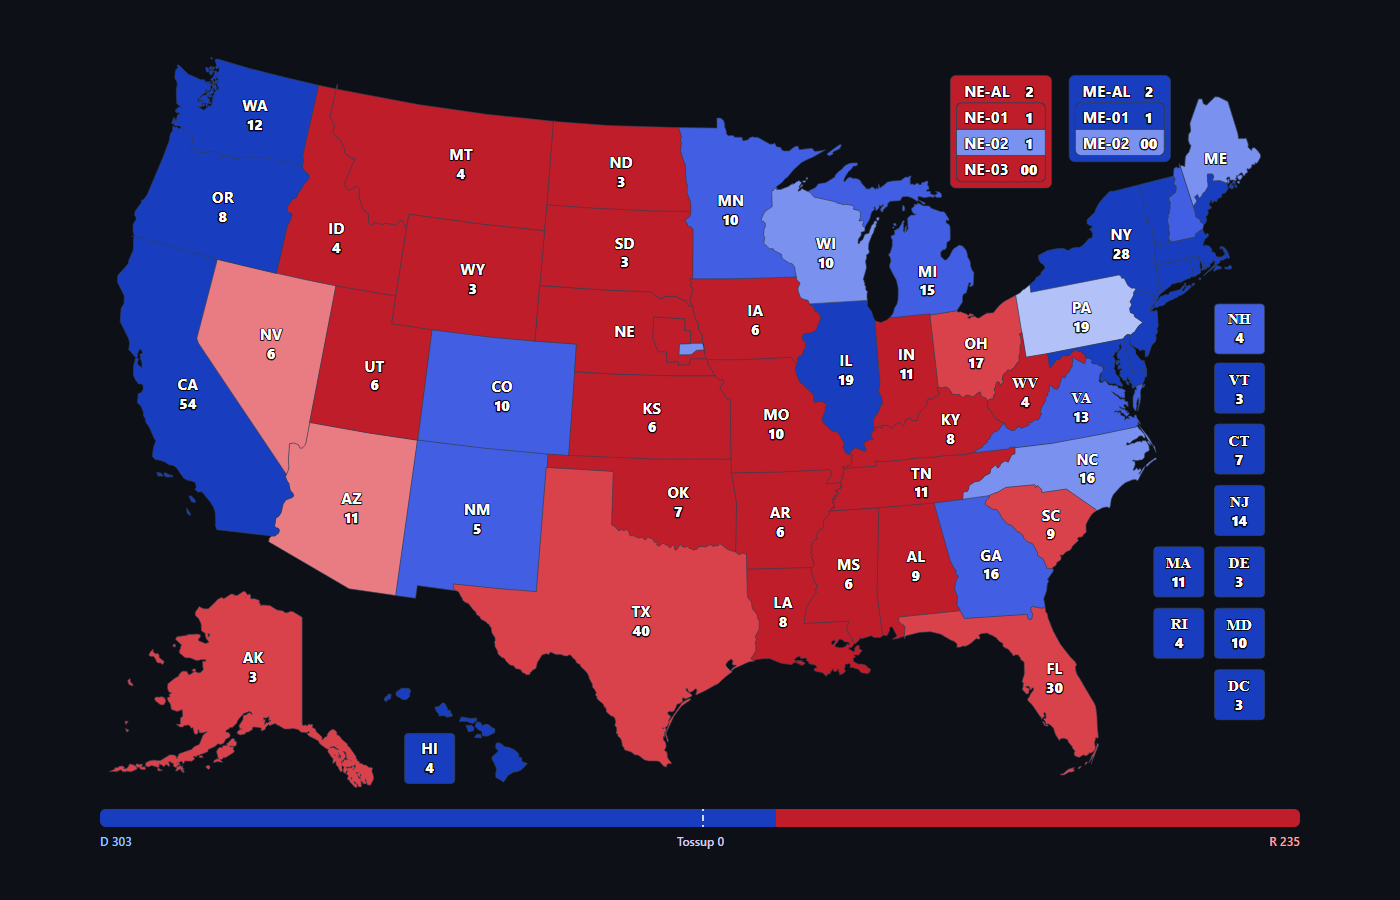 NE-AL 2
NE-01 1
NE-02 1
NE-03 00
ME-AL 2
ME-01 1
ME-02 00
WA
12
OR
8
CA
54
NV
6
ID
4
MT
4
WY
3
UT
6
AZ
11
CO
10
NM
5
ND
3
SD
3
NE
KS
6
OK
7
TX
40
MN
10
IA
6
MO
10
AR
6
LA
8
WI
10
IL
19
MI
15
IN
11
OH
17
KY
8
TN
11
MS
6
AL
9
GA
16
FL
30
SC
9
NC
16
VA
13
WV
4
PA
19
NY
28
ME
NH
4
VT
3
CT
7
NJ
14
MA
11
DE
3
RI
4
MD
10
DC
3
AK
3
HI
4
D 303
Tossup 0
R 235